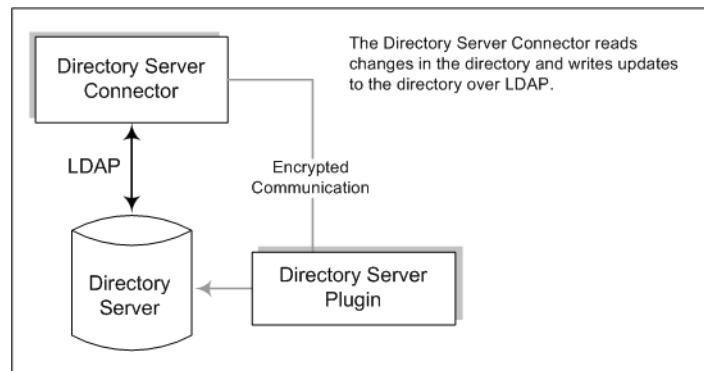 Directory Server
Connector
The Directory Server Connector reads
changes in the directory and writes updates
to the directory over LDAP.
LDAP
Encrypted
Communication
Directory
Server
Directory Server
Plugin